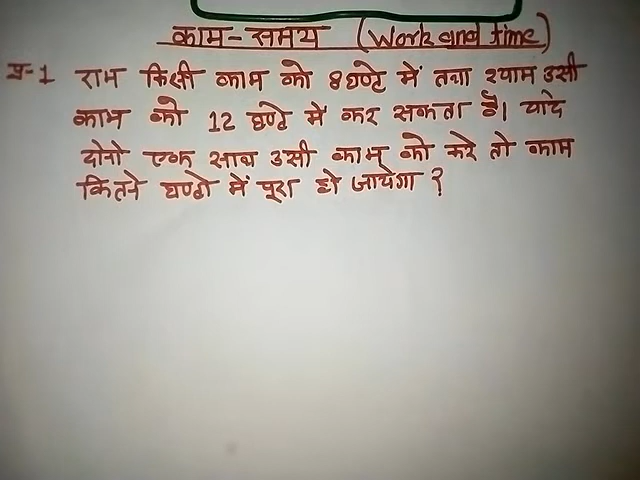 काम-समय (Work and time)
प्र-1 राम किसी काम को 8 घण्टे में तथा श्याम उसी
काम को 12 घण्टे में कर सकता है। यदि
दोनो एक साथ उसी काम को करे तो काम
कितने घण्टो में पूरा हो जायेगा ?